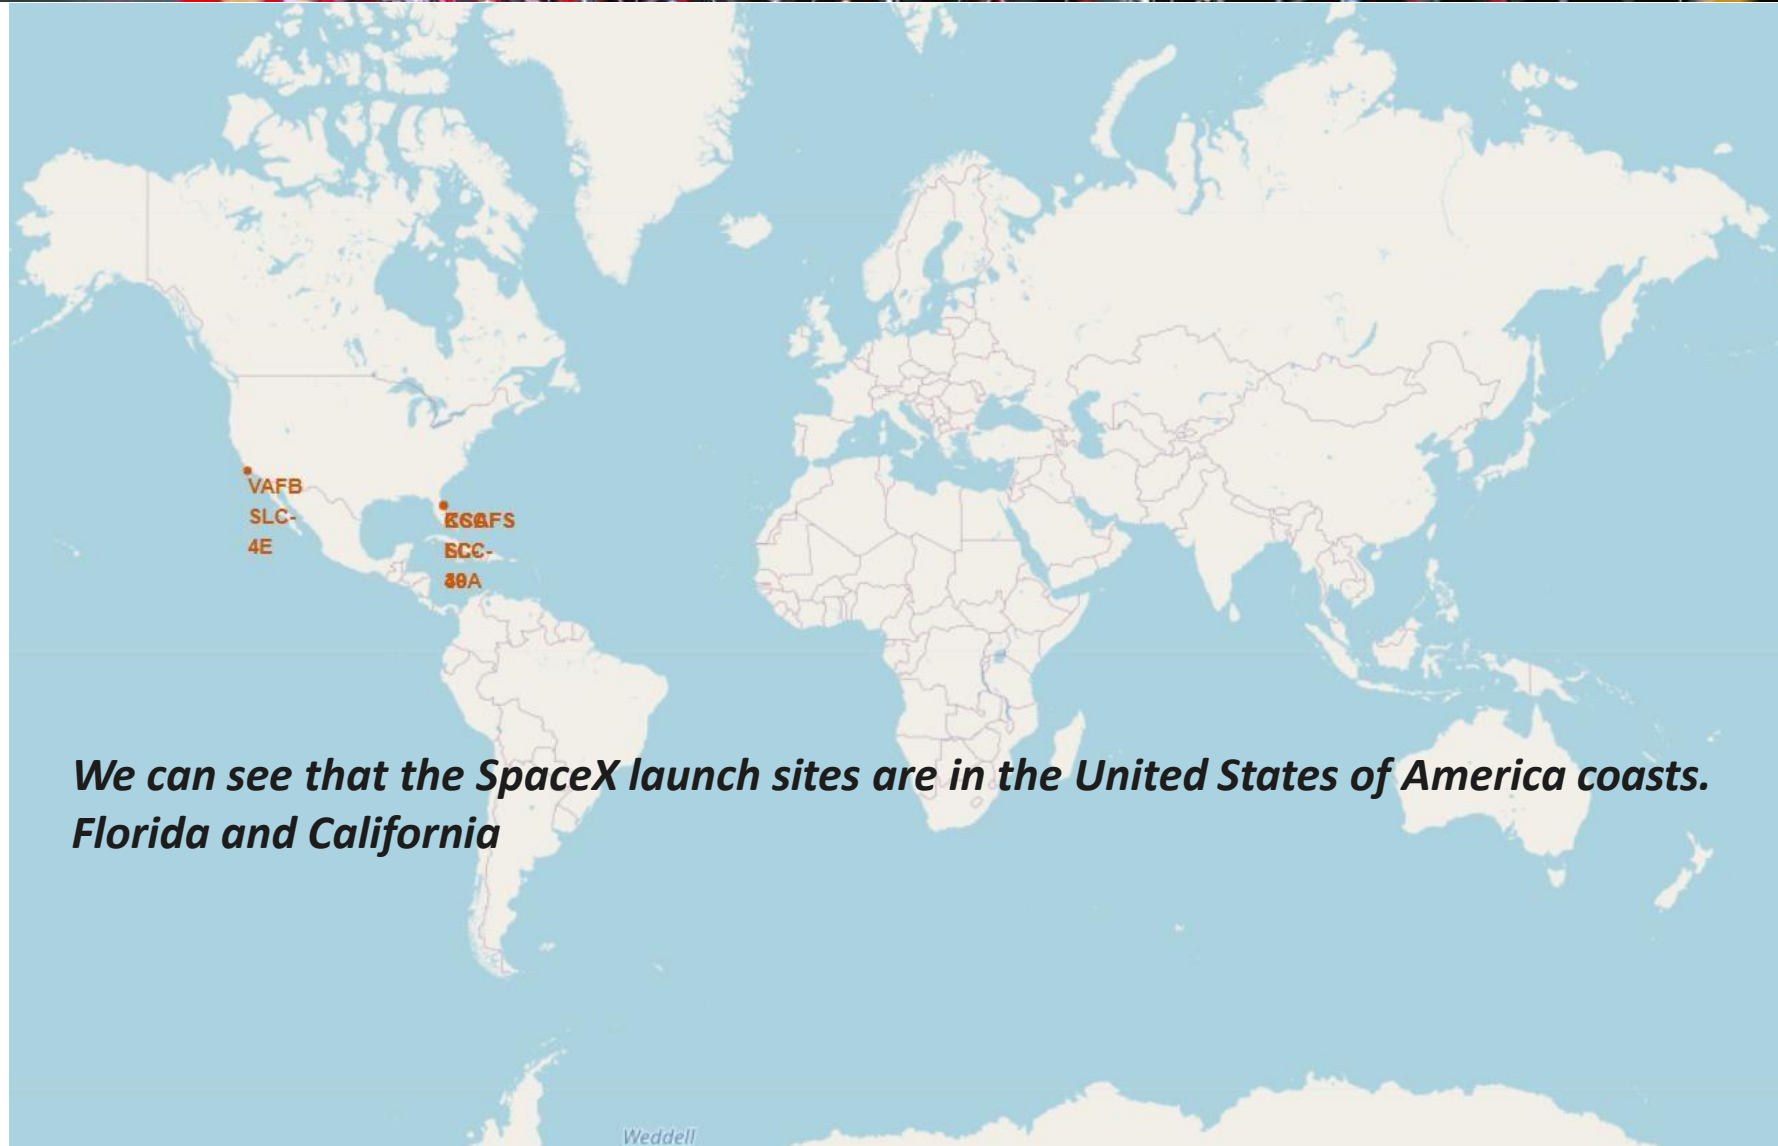 VAFB
SLC-
4E
We can see that the SpaceX launch sites are in the United States of America coasts.
Florida and California
Weddell